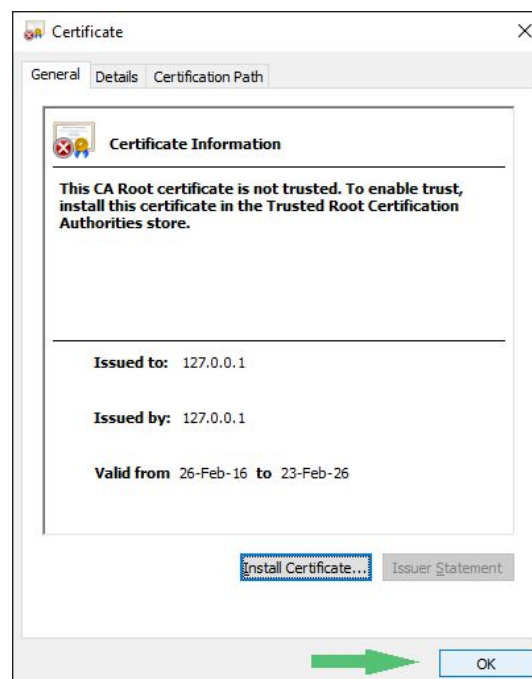 Certificate
General Details Certification Path
Certificate Information
This CA Root certificate is not trusted. To enable trust,
install this certificate in the Trusted Root Certification
Authorities store.
Issued to: 127.0.0.1
Issued by: 127.0.0.1
Valid from 26-Feb-16 to 23-Feb-26
Install Certificate... Issuer Statement
OK